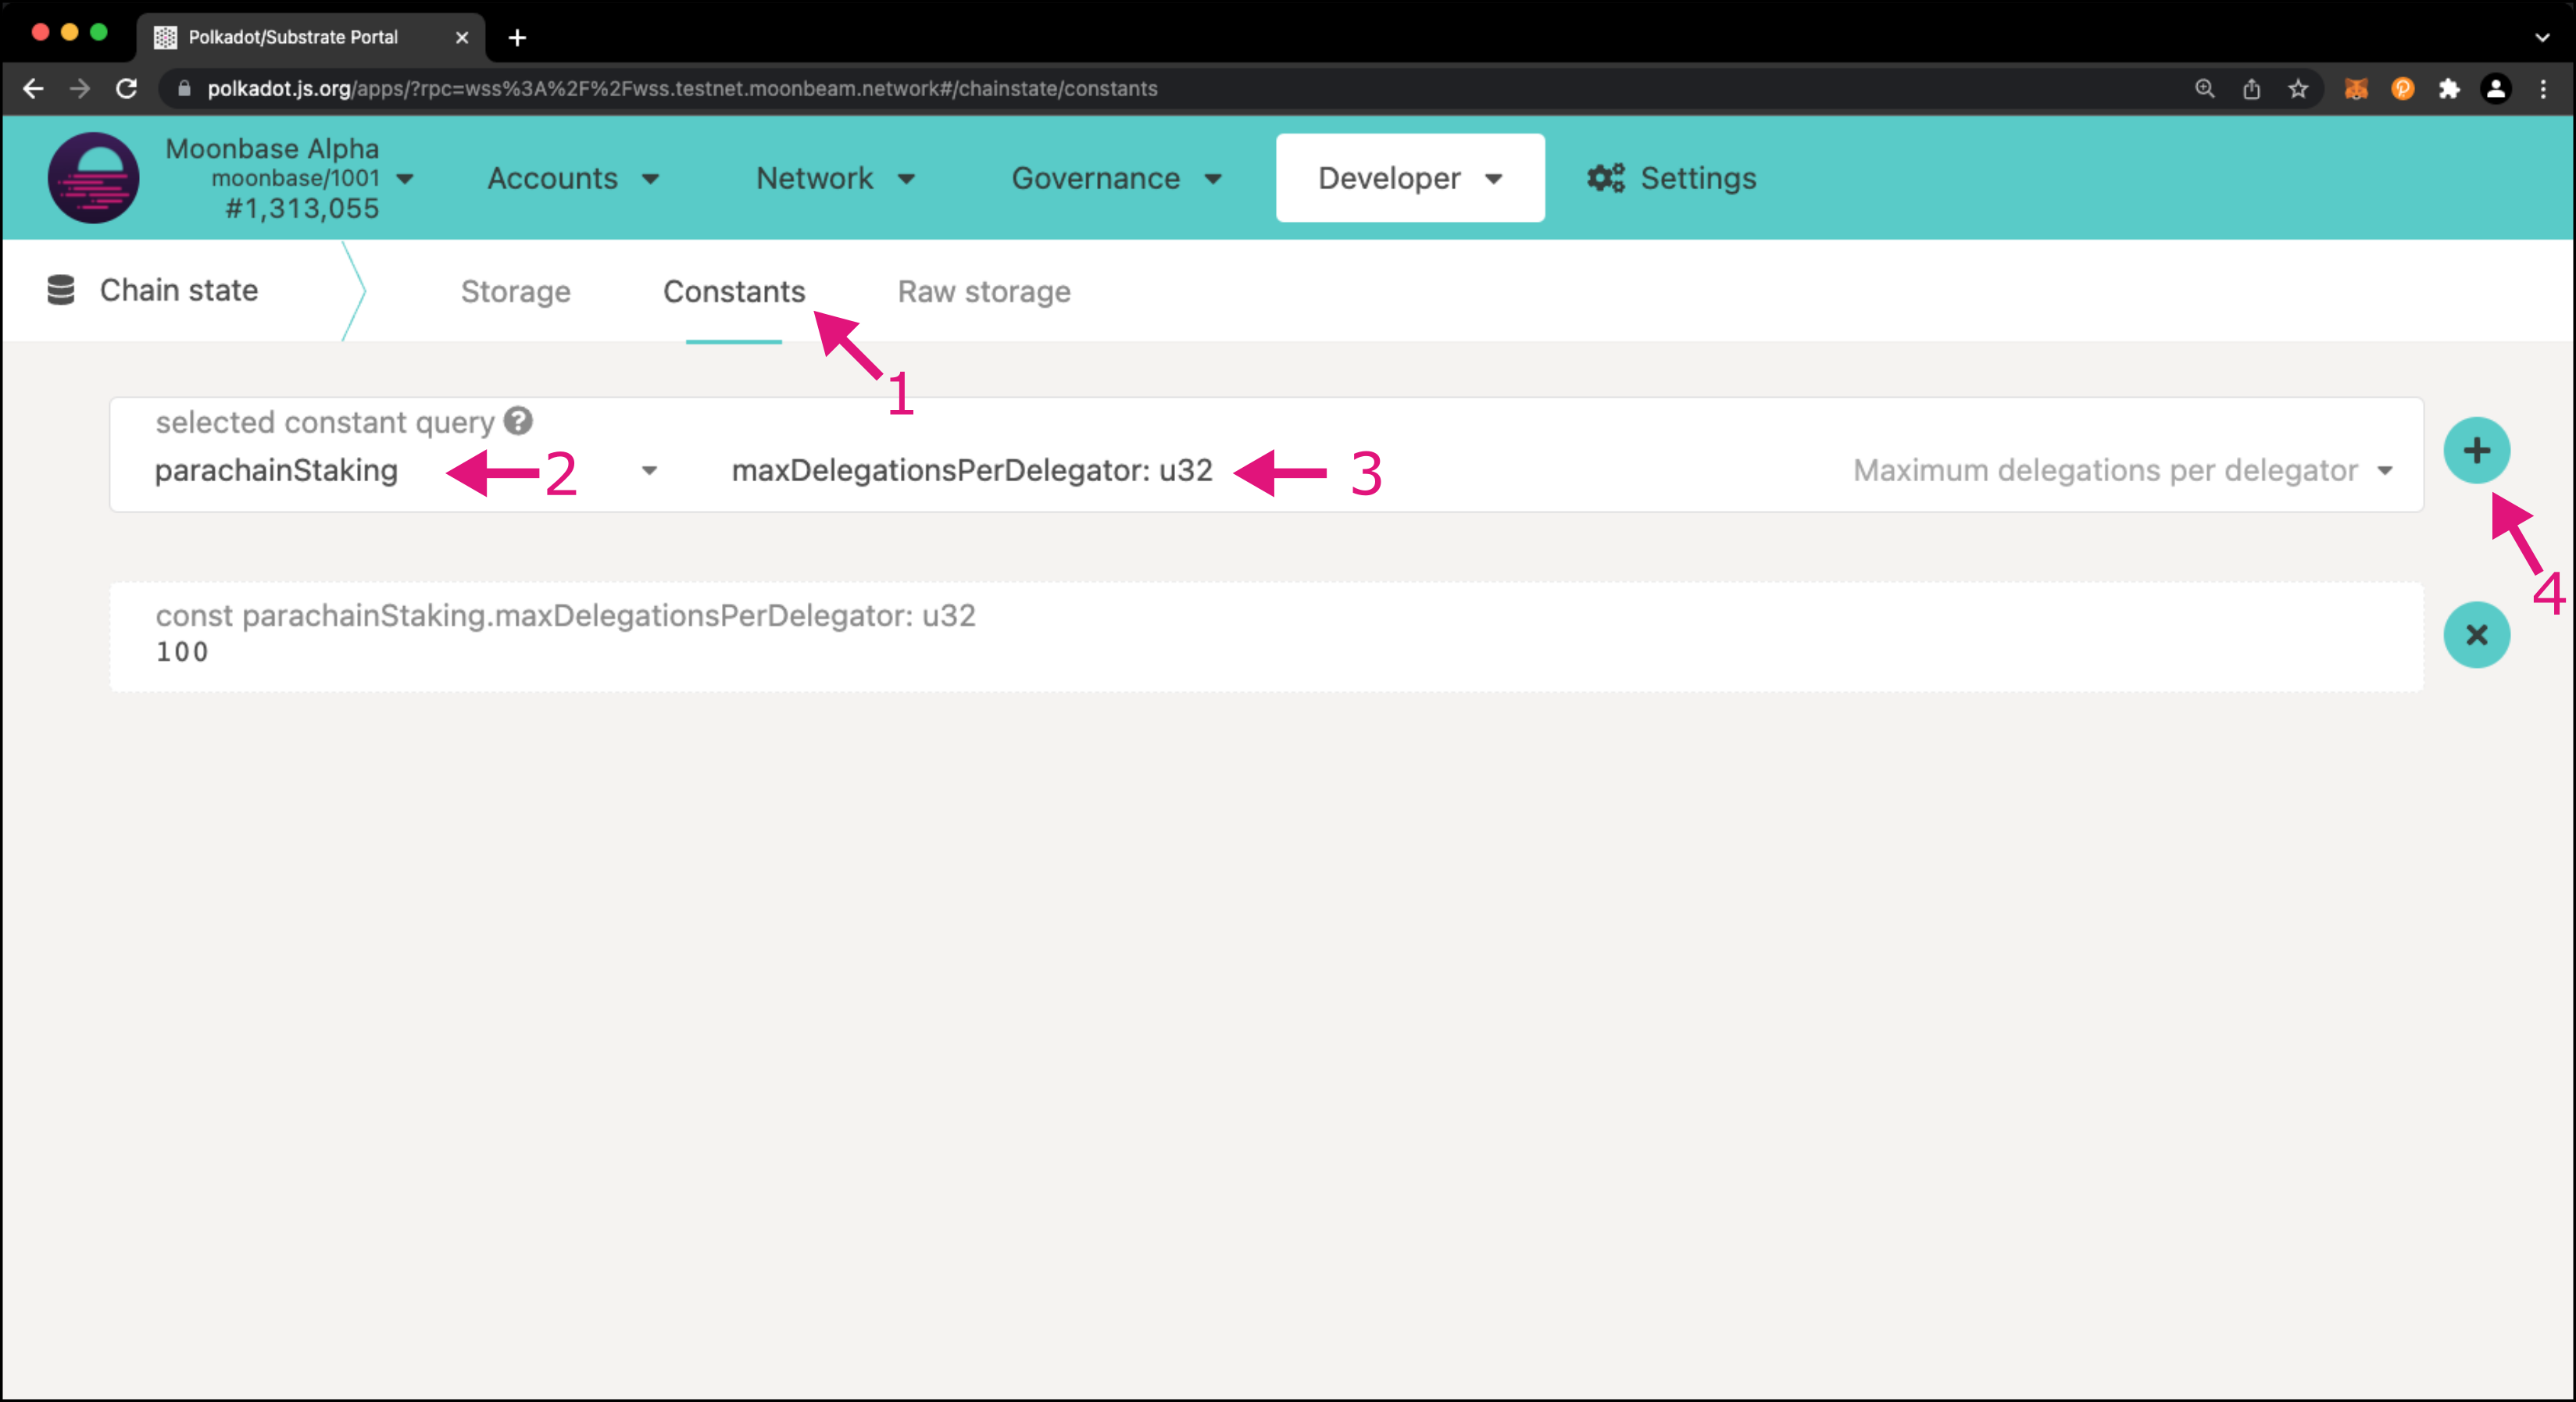 Polkadot/Substrate Portal
polkadot.js.org/apps/?rpc=wss%3A%2F%2Fwss.testnet.moonbeam.network#/chainstate/constants
Moonbase Alpha
moonbase/1001
#1,313,055
Accounts
Network
Governance
Developer
Settings
Chain state
Storage
Constants
Raw storage
1
selected constant query ?
parachainStaking
2
maxDelegationsPerDelegator: u32
3
Maximum delegations per delegator
4
const parachainStaking.maxDelegationsPerDelegator: u32
100